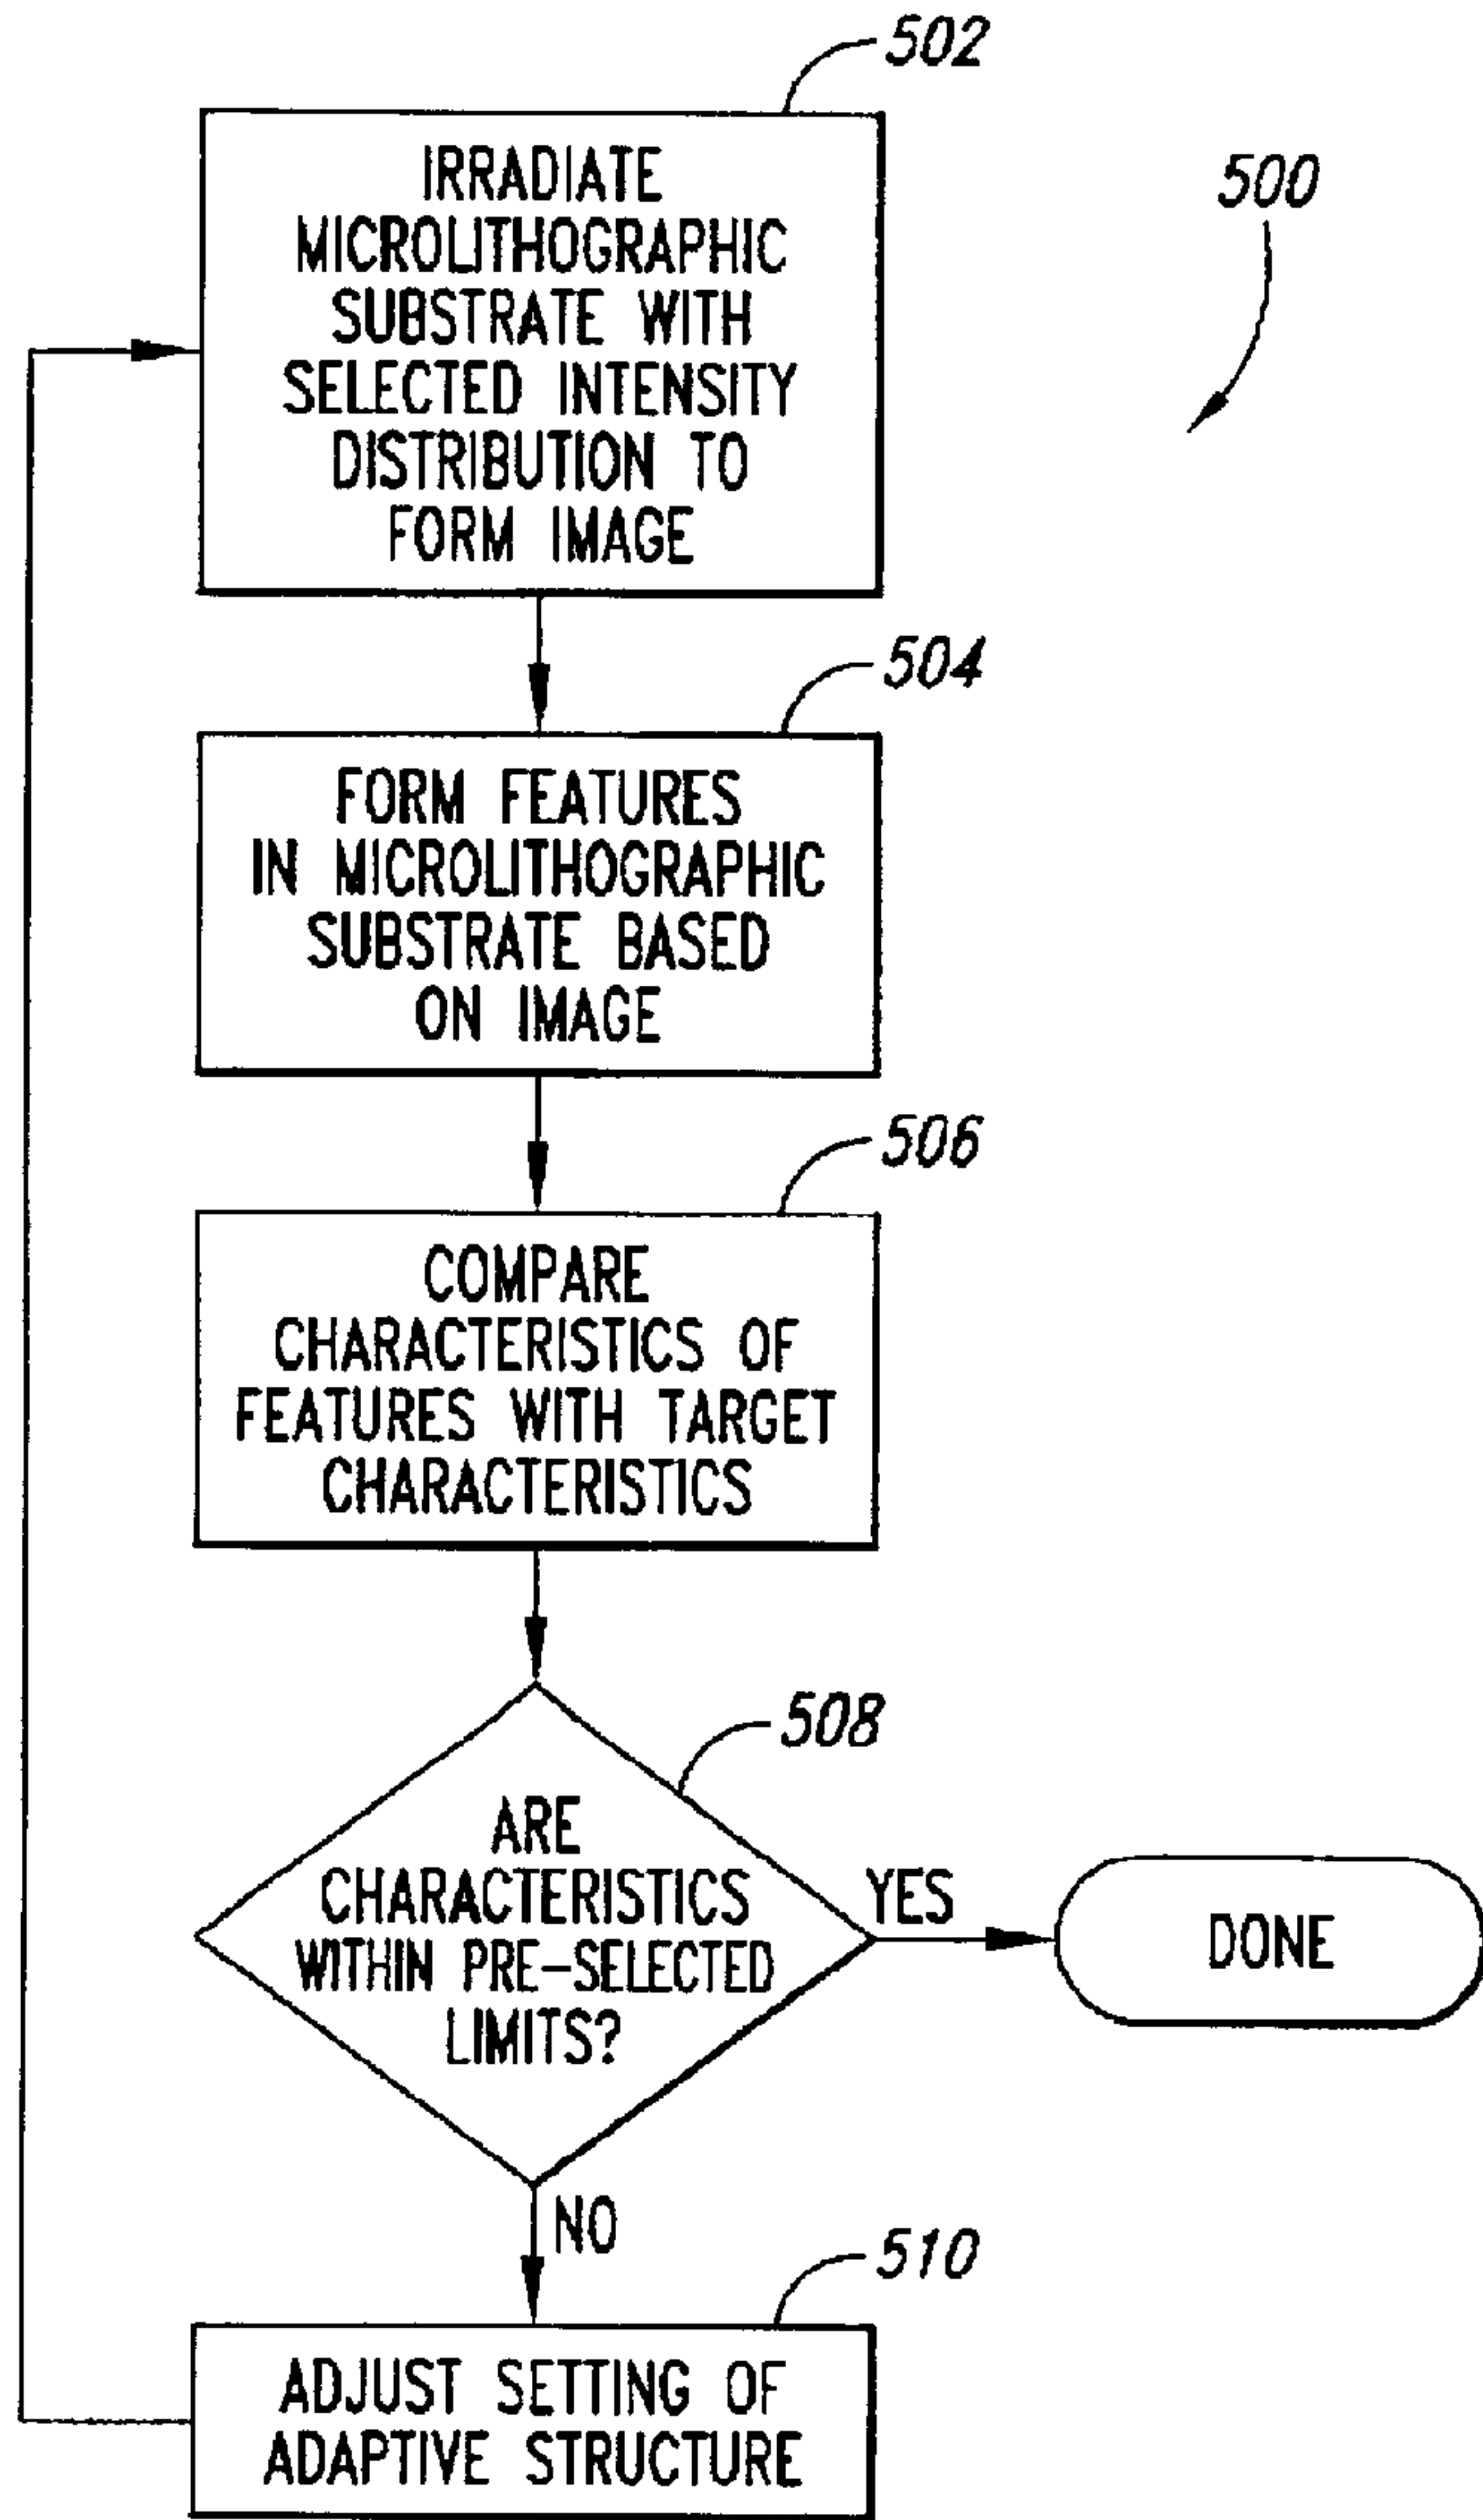 502
500
IRRADIATE
MICROLITHOGRAPHIC
SUBSTRATE WITH
SELECTED INTENSITY
DISTRIBUTION TO
FORM IMAGE
504
FORM FEATURES
IN MICROLITHOGRAPHIC
SUBSTRATE BASED
ON IMAGE
506
COMPARE
CHARACTERISTICS OF
FEATURES WITH TARGET
CHARACTERISTICS
508
ARE
CHARACTERISTICS
WITHIN PRE-SELECTED
LIMITS?
YES
DONE
NO
510
ADJUST SETTING OF
ADAPTIVE STRUCTURE